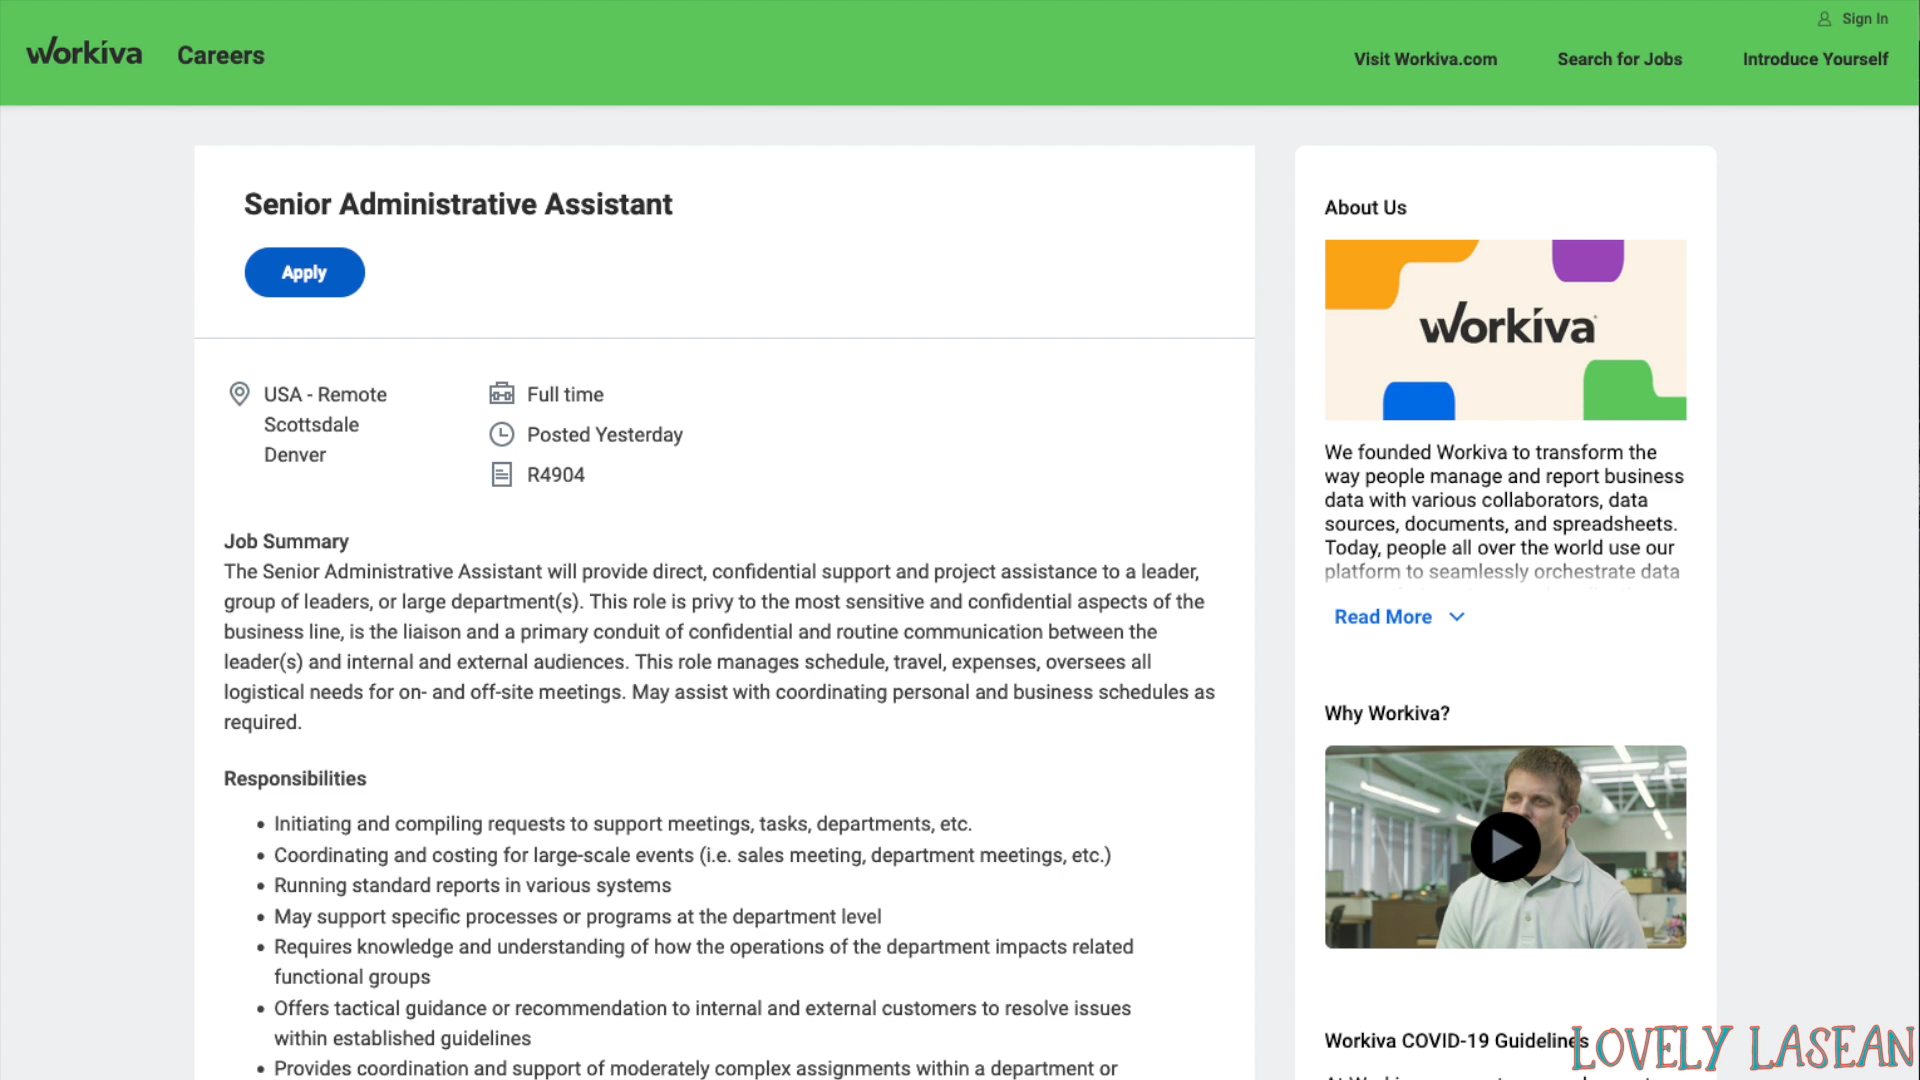 Sign In
workiva Careers
Visit Workiva.com Search for Jobs Introduce Yourself
Senior Administrative Assistant
Apply
USA - Remote
Scottsdale
Denver
Full time
Posted Yesterday
R4904
Job Summary
The Senior Administrative Assistant will provide direct, confidential support and project assistance to a leader,
group of leaders, or large department(s). This role is privy to the most sensitive and confidential aspects of the
business line, is the liaison and a primary conduit of confidential and routine communication between the
leader(s) and internal and external audiences. This role manages schedule, travel, expenses, oversees all
logistical needs for on- and off-site meetings. May assist with coordinating personal and business schedules as
required.
Responsibilities
• Initiating and compiling requests to support meetings, tasks, departments, etc.
• Coordinating and costing for large-scale events (i.e. sales meeting, department meetings, etc.)
• Running standard reports in various systems
• May support specific processes or programs at the department level
• Requires knowledge and understanding of how the operations of the department impacts related
functional groups
• Offers tactical guidance or recommendation to internal and external customers to resolve issues
within established guidelines
• Provides coordination and support of moderately complex assignments within a department or
About Us
workiva
We founded Workiva to transform the
way people manage and report business
data with various collaborators, data
sources, documents, and spreadsheets.
Today, people all over the world use our
platform to seamlessly orchestrate data
Read More
Why Workiva?
Workiva COVID-19 Guidelines
LOVELY LASEAN